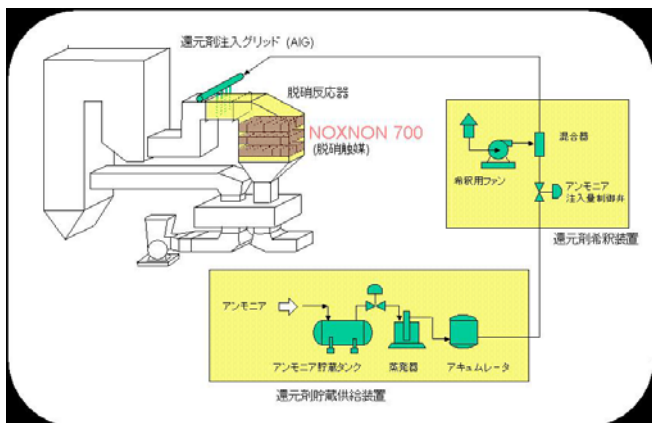 還元剤注入グリッド (AIG)
脱硝反応器
NOXNON 700
(脱硝触媒)
混合器
希釈用ファン
アンモニア
注入量制御弁
還元剤希釈装置
アンモニア
アンモニア貯蔵タンク
蒸発器
アキュムレータ
還元剤貯蔵供給装置